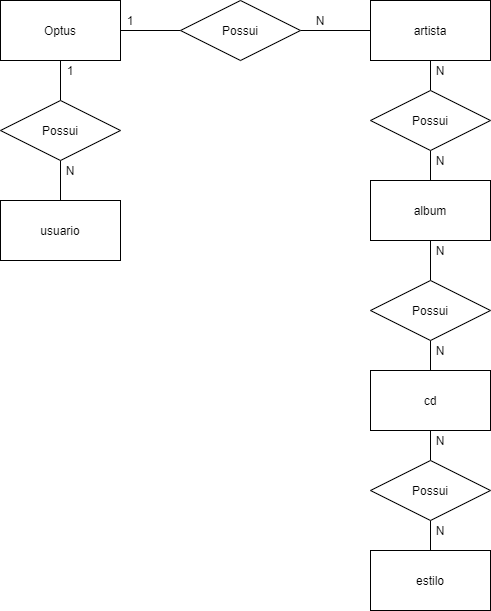 Optus
1
Possui
N
artista
1
Possui
N
usuario
N
Possui
N
album
N
Possui
N
cd
N
Possui
N
estilo